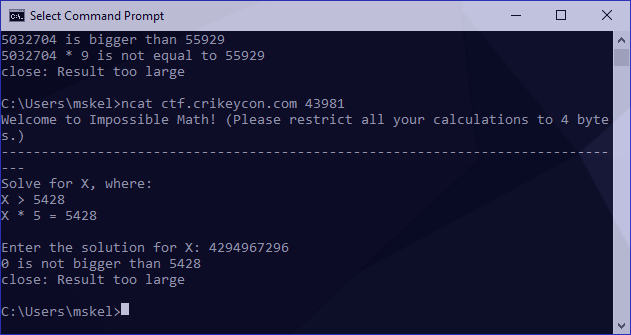 Select Command Prompt
5032704 is bigger than 55929
5032704 * 9 is not equal to 55929
close: Result too large
C:\Users\mskel>ncat ctf.crikeycon.com 43981
Welcome to Impossible Math! (Please restrict all your calculations to 4 byte
s.)
----------------------------------------------------------------------------
---
Solve for X, where:
X > 5428
X * 5 = 5428
Enter the solution for X: 4294967296
0 is not bigger than 5428
close: Result too large
C:\Users\mskel>